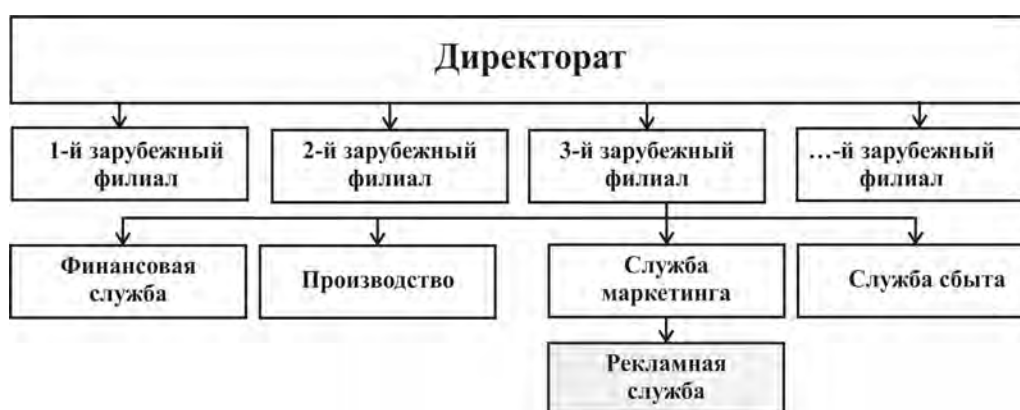 Директорат
1-й зарубежный
филиал
2-й зарубежный
филиал
3-й зарубежный
филиал
…-й зарубежный
филиал
Финансовая
служба
Производство
Служба
маркетинга
Служба сбыта
Рекламная
служба